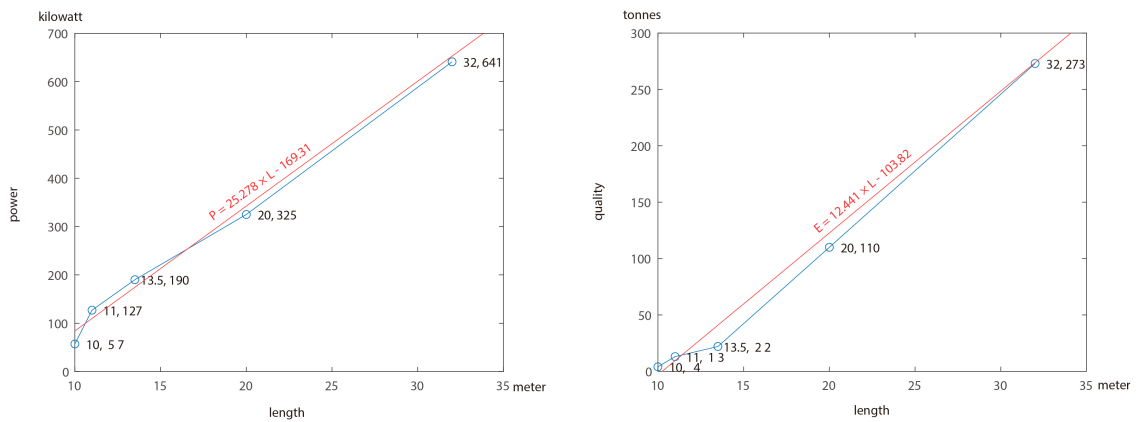 kilowatt
700
600
500
400
300
200
100
0
10
15
20
25
30
35
meter
length
power
P = 25.278 × L - 169.31
32, 641
20, 325
13.5, 190
11, 127
10, 5 7
tonnes
300
250
200
150
100
50
0
10
15
20
25
30
35
meter
length
quality
E = 12.441 × L - 103.82
32, 273
20, 110
13.5, 2 2
11, 1 3
10, 4